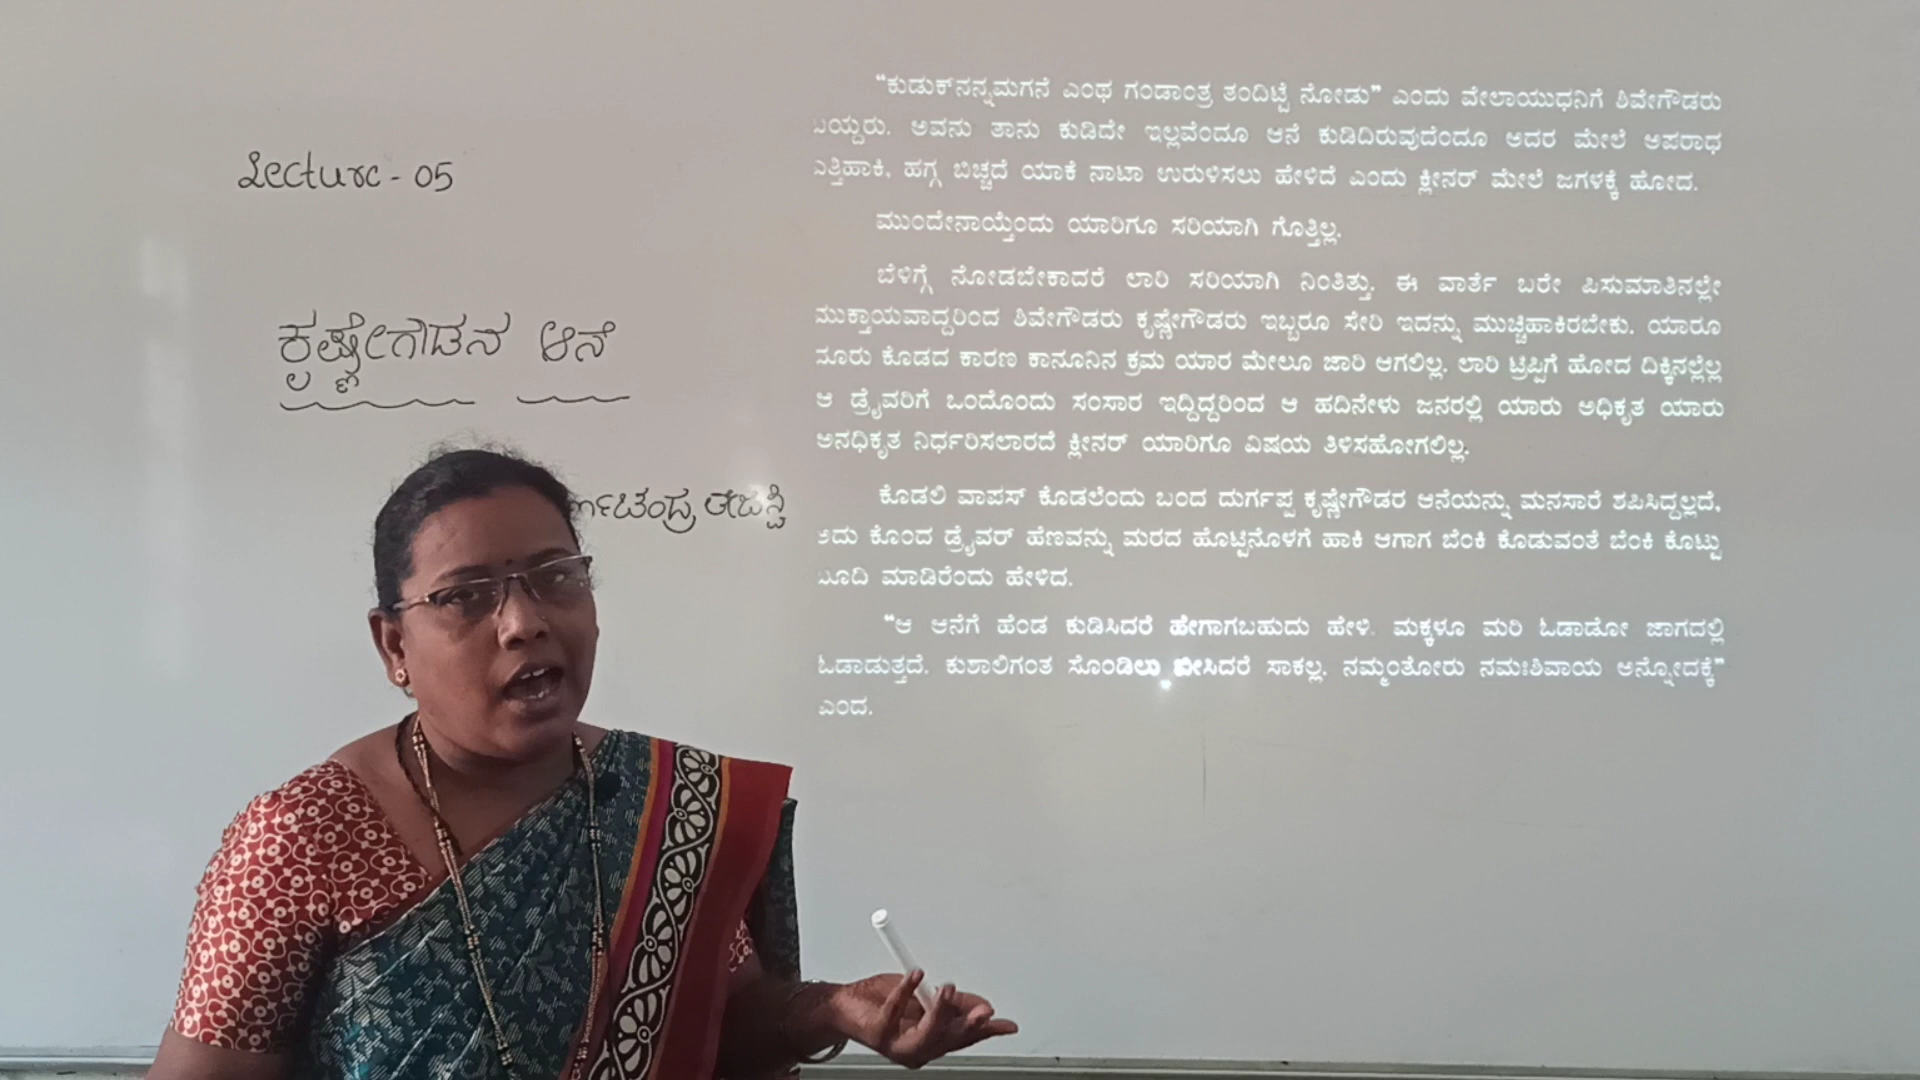 Lecture - 05
ಕೃಷ್ಣೇಗೌಡನ ಆನೆ
ತೇಜಸ್ವಿ
“ಕುಡುಕ್‌ನನ್ನಮಗನೆ ಎಂಥ ಗಂಡಾಂತ್ರ ತಂದಿಟ್ಟೆ ನೋಡು” ಎಂದು ವೇಲಾಯುಧನಿಗೆ ಶಿವೇಗೌಡರು
ಬಯ್ದರು. ಅವನು ತಾನು ಕುಡಿದೇ ಇಲ್ಲವೆಂದೂ ಆನೆ ಕುಡಿದಿರುವುದೆಂದೂ ಅದರ ಮೇಲೆ ಅಪರಾಧ
ಎತ್ತಿಹಾಕಿ, ಹಗ್ಗ ಬಿಚ್ಚದೆ ಯಾಕೆ ನಾಟಾ ಉರುಳಿಸಲು ಹೇಳಿದೆ ಎಂದು ಕ್ಲೀನರ್ ಮೇಲೆ ಜಗಳಕ್ಕೆ ಹೋದ.
ಮುಂದೇನಾಯ್ತೆಂದು ಯಾರಿಗೂ ಸರಿಯಾಗಿ ಗೊತ್ತಿಲ್ಲ.
ಬೆಳಿಗ್ಗೆ ನೋಡಬೇಕಾದರೆ ಲಾರಿ ಸರಿಯಾಗಿ ನಿಂತಿತ್ತು. ಈ ವಾರ್ತೆ ಬರೇ ಪಿಸುಮಾತಿನಲ್ಲೇ
ಮುಕ್ತಾಯವಾದ್ದರಿಂದ ಶಿವೇಗೌಡರು ಕೃಷ್ಣೇಗೌಡರು ಇಬ್ಬರೂ ಸೇರಿ ಇದನ್ನು ಮುಚ್ಚಿಹಾಕಿರಬೇಕು. ಯಾರೂ
ದೂರು ಕೊಡದ ಕಾರಣ ಕಾನೂನಿನ ಕ್ರಮ ಯಾರ ಮೇಲೂ ಜಾರಿ ಆಗಲಿಲ್ಲ. ಲಾರಿ ಟ್ರಿಪ್ಪಿಗೆ ಹೋದ ದಿಕ್ಕಿನಲ್ಲೆಲ್ಲ
ಆ ಡ್ರೈವರಿಗೆ ಒಂದೊಂದು ಸಂಸಾರ ಇದ್ದಿದ್ದರಿಂದ ಆ ಹದಿನೇಳು ಜನರಲ್ಲಿ ಯಾರು ಅಧಿಕೃತ ಯಾರು
ಅನಧಿಕೃತ ನಿರ್ಧರಿಸಲಾರದೆ ಕ್ಲೀನರ್ ಯಾರಿಗೂ ವಿಷಯ ತಿಳಿಸಹೋಗಲಿಲ್ಲ.
ಕೊಡಲಿ ವಾಪಸ್ ಕೊಡಲೆಂದು ಬಂದ ದುರ್ಗಪ್ಪ ಕೃಷ್ಣೇಗೌಡರ ಆನೆಯನ್ನು ಮನಸಾರೆ ಶಪಿಸಿದ್ದಲ್ಲದೆ,
ಅದು ಕೊಂದ ಡ್ರೈವರ್ ಹೆಣವನ್ನು ಮರದ ಹೊಟ್ಟಿನೊಳಗೆ ಹಾಕಿ ಆಗಾಗ ಬೆಂಕಿ ಕೊಡುವಂತೆ ಬೆಂಕಿ ಕೊಟ್ಟು
ಬೂದಿ ಮಾಡಿರೆಂದು ಹೇಳಿದ.
“ಆ ಆನೆಗೆ ಹೆಂಡ ಕುಡಿಸಿದರೆ ಹೇಗಾಗಬಹುದು ಹೇಳಿ. ಮಕ್ಕಳೂ ಮರಿ ಓಡಾಡೋ ಜಾಗದಲ್ಲಿ
ಓಡಾಡುತ್ತದೆ. ಕುಶಾಲಿಗಂತ ಸೊಂಡಿಲು ಬೀಸಿದರೆ ಸಾಕಲ್ಲ. ನಮ್ಮಂತೋರು ನಮಃಶಿವಾಯ ಅನ್ನೋದಕ್ಕೆ”
ಎಂದ.